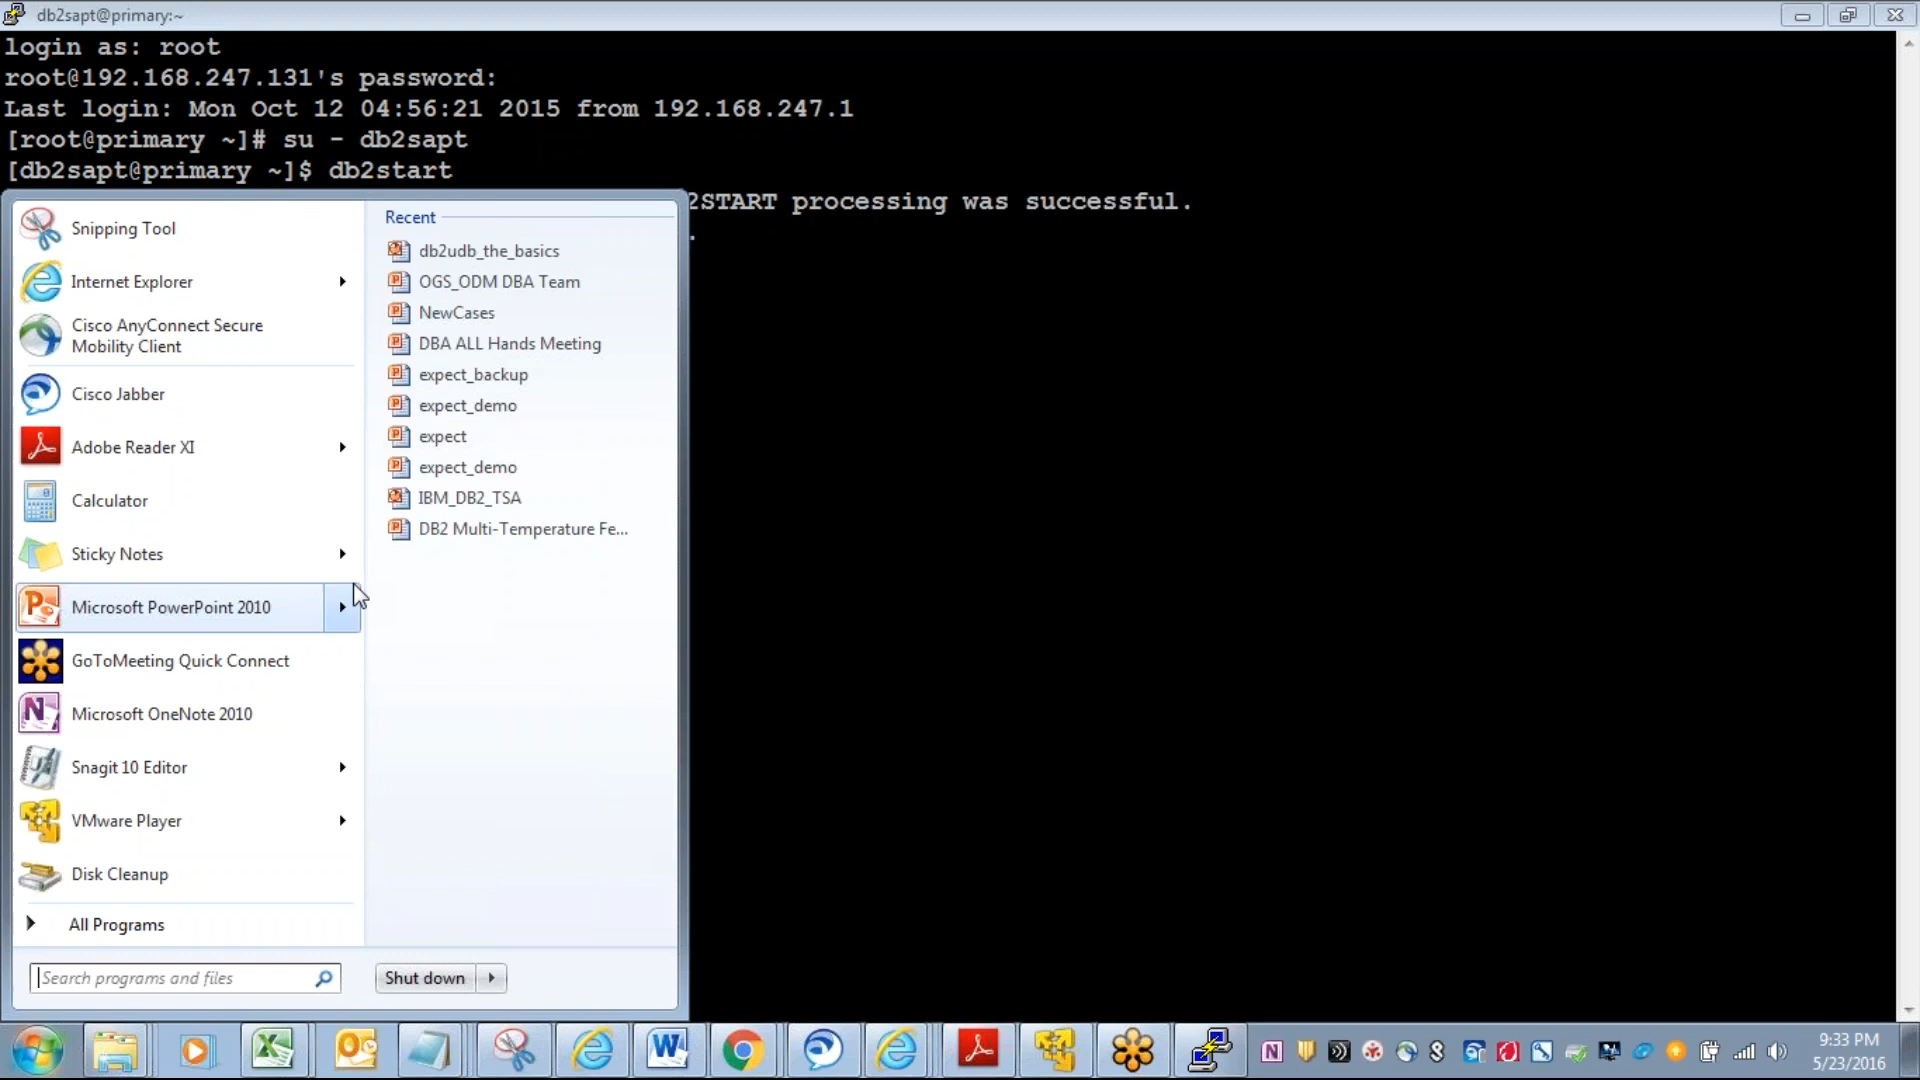 db2sapt@primary:~
login as: root
root@192.168.247.131's password:
Last login: Mon Oct 12 04:56:21 2015 from 192.168.247.1
[root@primary ~]# su - db2sapt
[db2sapt@primary ~]$ db2start
2START processing was successful.
.
Snipping Tool
Internet Explorer
Cisco AnyConnect Secure
Mobility Client
Cisco Jabber
Adobe Reader XI
Calculator
Sticky Notes
Microsoft PowerPoint 2010
GoToMeeting Quick Connect
Microsoft OneNote 2010
Snagit 10 Editor
VMware Player
Disk Cleanup
All Programs
Search programs and files
Recent
db2udb_the_basics
OGS_ODM DBA Team
NewCases
DBA ALL Hands Meeting
expect_backup
expect_demo
expect
expect_demo
IBM_DB2_TSA
DB2 Multi-Temperature Fe...
Shut down
9:33 PM
5/23/2016